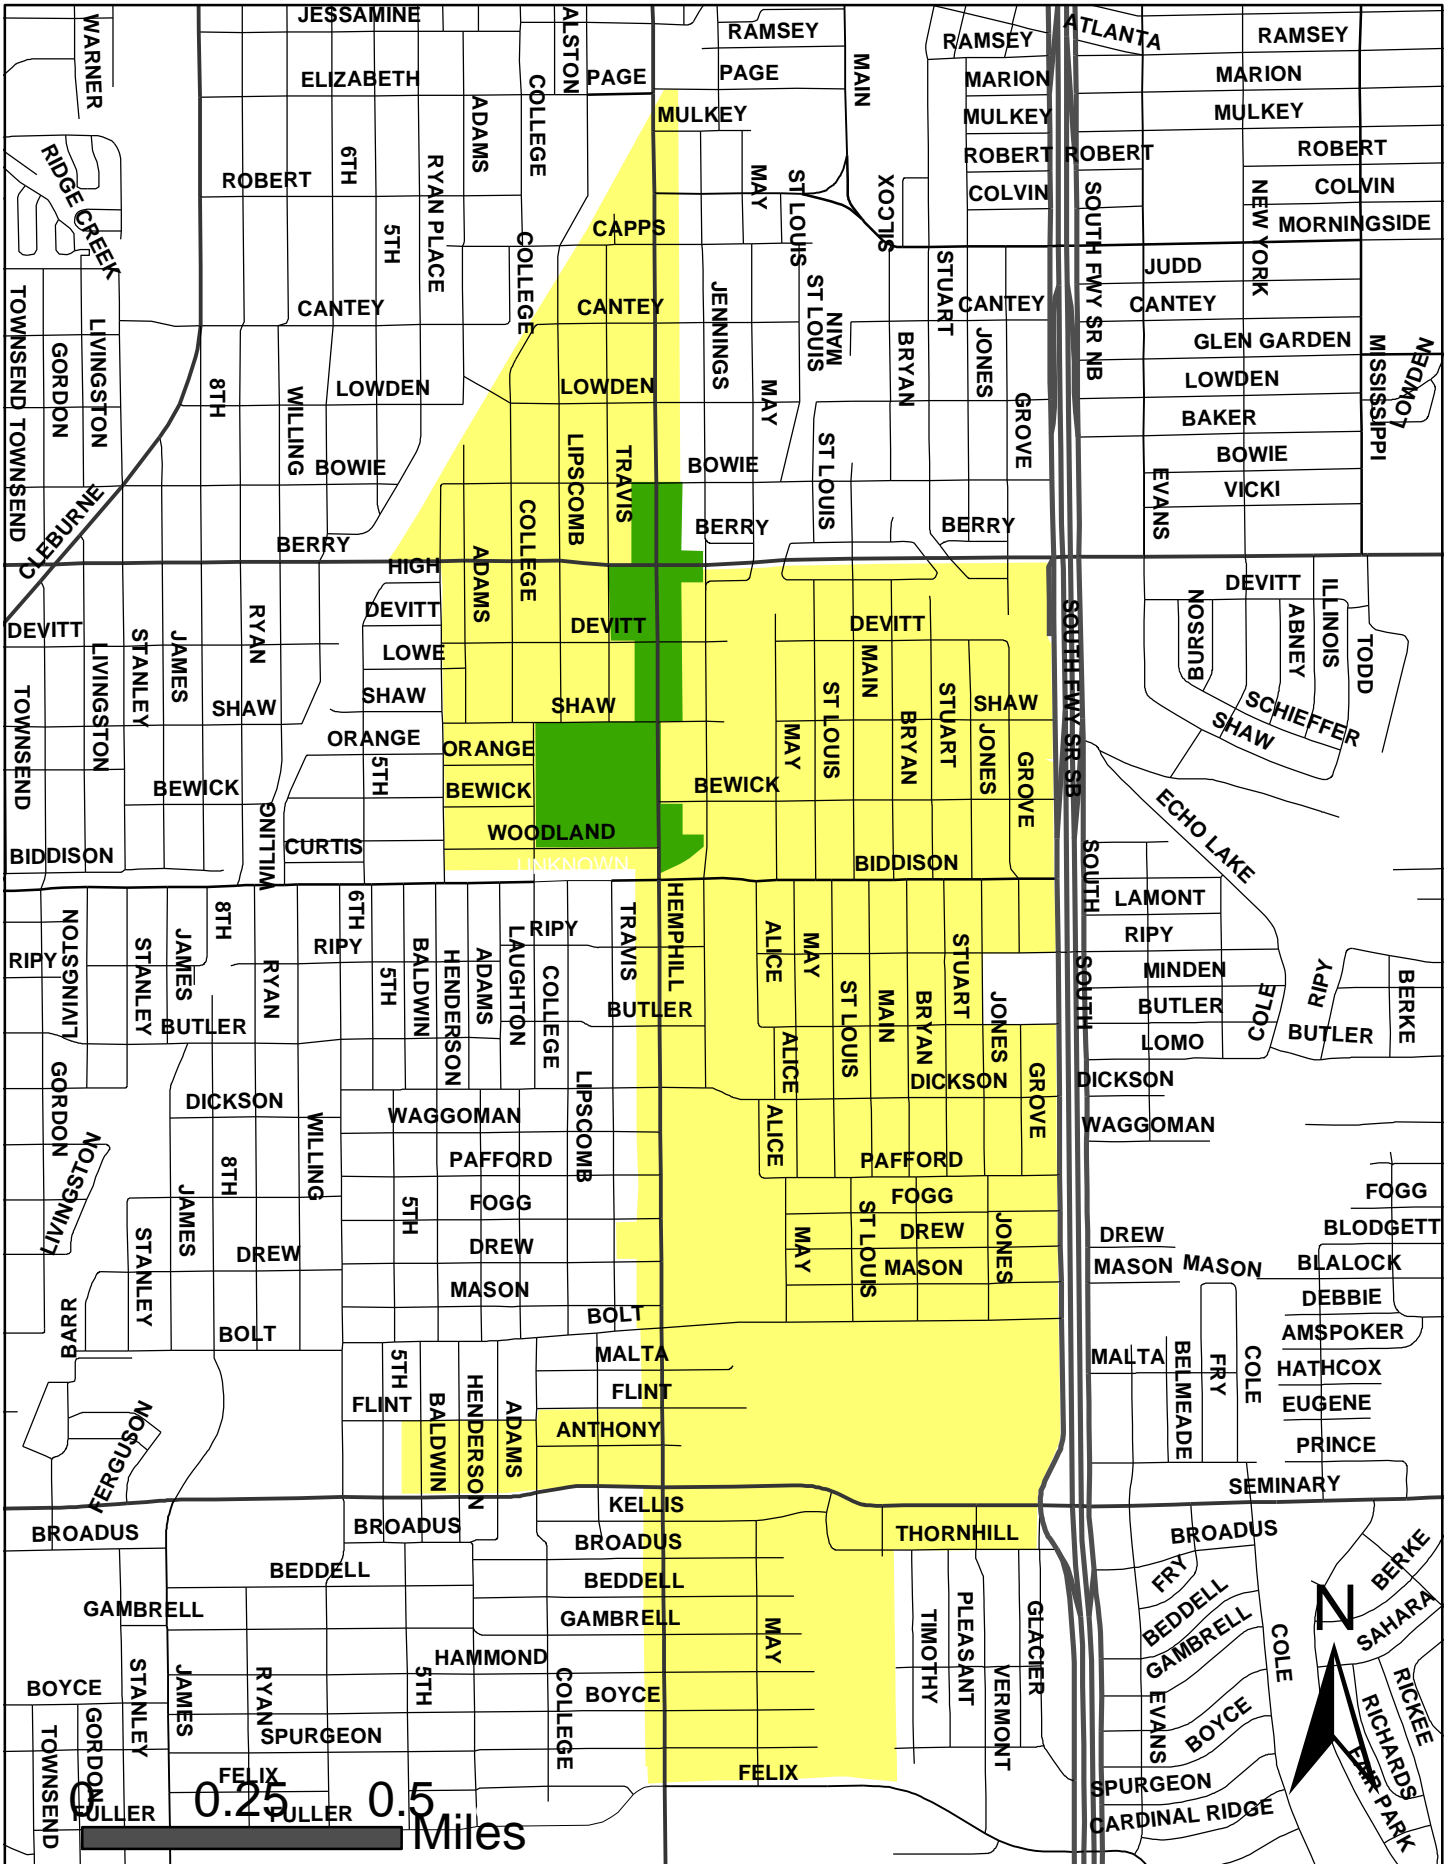 JESSAMINE
WARNER
ALSTON
RAMSEY
RAMSEY
ATLANTA
RAMSEY
ELIZABETH
COLLEGE
PAGE
PAGE
MAIN
MARION
MARION
ADAMS
MULKEY
MULKEY
MULKEY
RIDGE CREEK
6TH
ROBERT
ROBERT
ROBERT
ROBERT
RYAN PLACE
MAY
ST LOUIS
SILCOX
COLVIN
SOUTH FWY SR NB
NEW YORK
COLVIN
5TH
CAPPS
MORNINGSIDE
COLLEGE
STUART
JUDD
TOWNSEND
LIVINGSTON
CANTEY
CANTEY
JENNINGS
ST LOUIS
MAIN
CANTEY
CANTEY
GORDON
BRYAN
JONES
GLEN GARDEN
MISSISSIPPI
LOWDEN
8TH
WILLING
LOWDEN
LOWDEN
MAY
GROVE
LOWDEN
TOWNSEND
BAKER
BOWIE
LIPSCOMB
TRAVIS
BOWIE
ST LOUIS
BOWIE
EVANS
VICKI
CLEBURNE
COLLEGE
BERRY
BERRY
BERRY
HIGH
ADAMS
DEVITT
DEVITT
RYAN
DEVITT
DEVITT
DEVITT
SOUTH FWY SR SB
BURSON
ABNEY
ILLINOIS
TODD
LIVINGSTON
STANLEY
JAMES
LOWE
MAIN
TOWNSEND
SHAW
SHAW
SHAW
ST LOUIS
STUART
SHAW
SCHIEFFER
SHAW
ORANGE
ORANGE
MAY
BRYAN
JONES
GROVE
5TH
BEWICK
BEWICK
BEWICK
WILLING
ECHO LAKE
WOODLAND
CURTIS
BIDDISON
UNKNOWN
BIDDISON
SOUTH
LIVINGSTON
8TH
6TH
TRAVIS
HEMPHILL
LAMONT
RIPY
STANLEY
JAMES
RYAN
RIPY
BALDWIN
HENDERSON
ADAMS
LAUGHTON
RIPY
ALICE
MAY
STUART
RIPY
5TH
COLLEGE
ST LOUIS
MAIN
BRYAN
JONES
SOUTH
MINDEN
COLE
RIPY
BERKE
BUTLER
BUTLER
BUTLER
BUTLER
LOMO
GORDON
ALICE
DICKSON
GROVE
DICKSON
DICKSON
WILLING
WAGGOMAN
LIPSCOMB
ALICE
WAGGOMAN
LIVINGSTON
8TH
PAFFORD
PAFFORD
STANLEY
JAMES
5TH
FOGG
ST LOUIS
FOGG
FOGG
DREW
DREW
MAY
DREW
JONES
DREW
BLODGETT
MASON
MASON
MASON
MASON
BLALOCK
BARR
BOLT
BOLT
DEBBIE
AMSPOKER
MALTA
MALTA
BELMEADE
FRY
COLE
HATHCOX
5TH
FLINT
BALDWIN
HENDERSON
ADAMS
FLINT
EUGENE
FERGUSON
ANTHONY
PRINCE
SEMINARY
KELLIS
BROADUS
BROADUS
BROADUS
THORNHILL
BROADUS
BEDDELL
BEDDELL
FRY
BEDDELL
BERKE
GAMBRELL
GAMBRELL
MAY
TIMOTHY
PLEASANT
GLACIER
GAMBRELL
COLE
N
SAHARA
STANLEY
JAMES
RYAN
5TH
HAMMOND
COLLEGE
VERMONT
BOYCE
BOYCE
EVANS
BOYCE
RICHARDS
RICKEE
TOWNSEND
GORDON
SPURGEON
FAIR PARK
FELIX
FELIX
SPURGEON
FULLER
FULLER
CARDINAL RIDGE
0 0.25 0.5
Miles